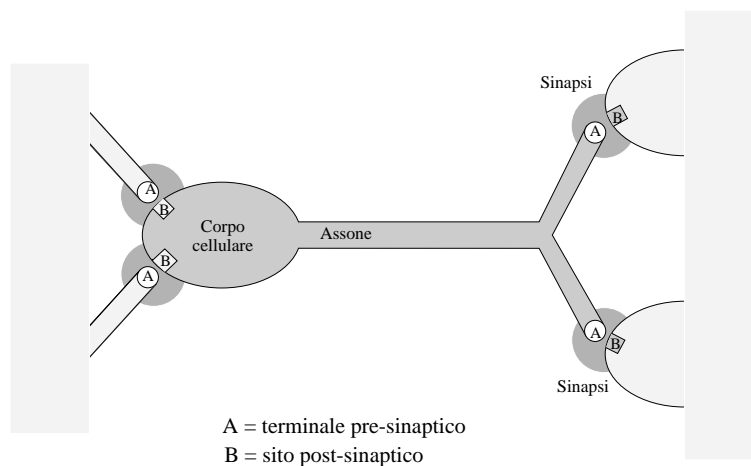 Sinapsi
B
A
A
B
Corpo
cellulare
Assone
B
A
A
B
Sinapsi
A = terminale pre-sinaptico
B = sito post-sinaptico